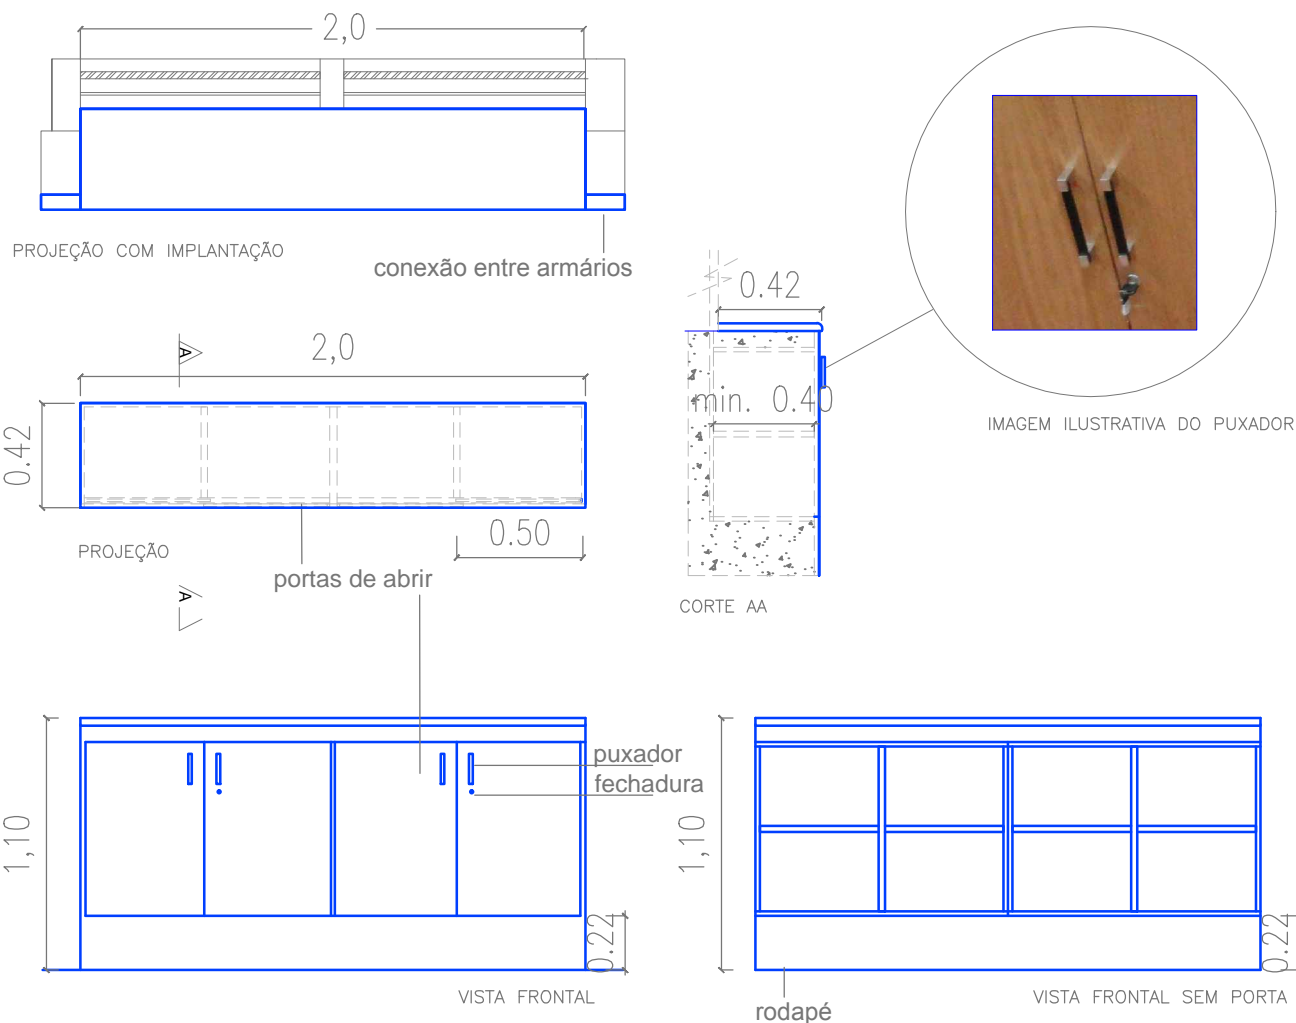 2,0
PROJEÇÃO COM IMPLANTAÇÃO
conexão entre armários
A
2,0
0.42
PROJEÇÃO
0.50
portas de abrir
A
0.42
min. 0.40
CORTE AA
IMAGEM ILUSTRATIVA DO PUXADOR
1,10
puxador
fechadura
0.22
VISTA FRONTAL
1,10
0.22
rodapé
VISTA FRONTAL SEM PORTA